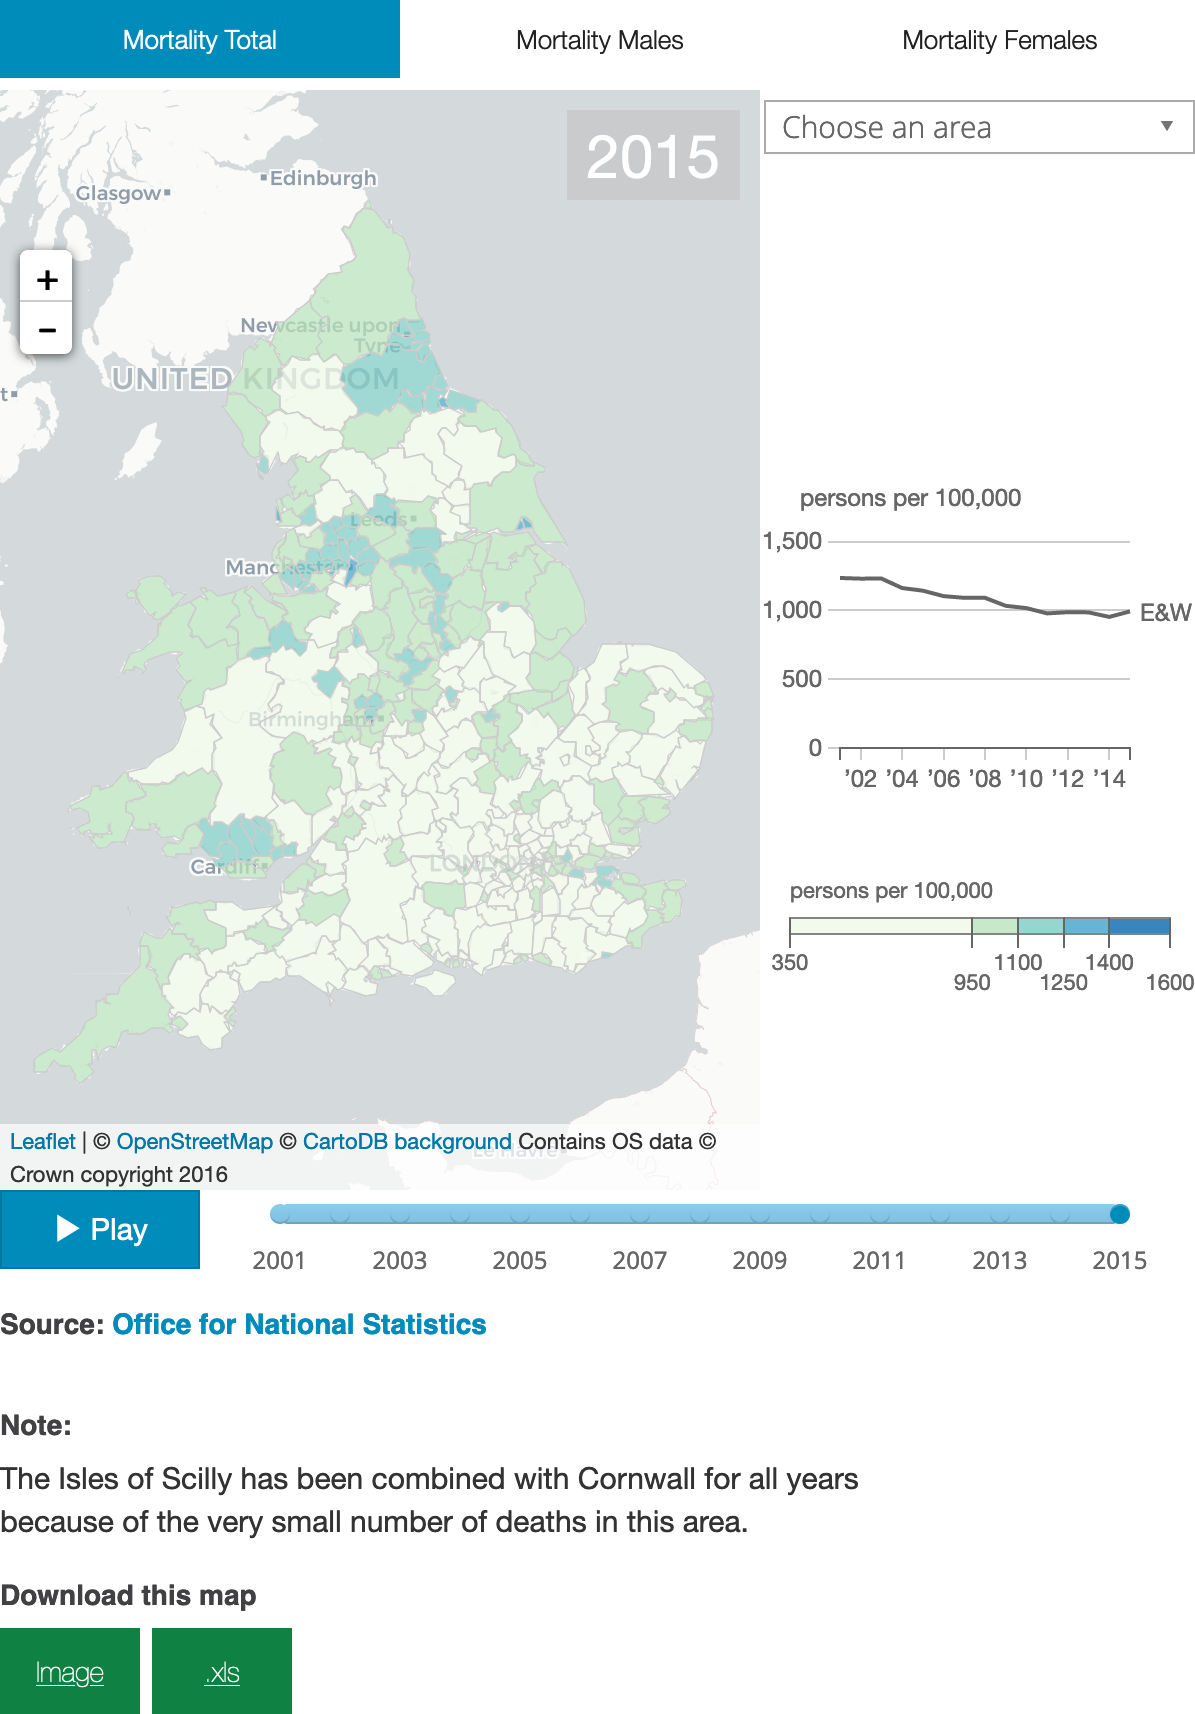 Mortality Total
Mortality Males
Mortality Females
2015
Choose an area
Glasgow
Edinburgh
+
−
Newcastle upon
Tyne
UNITED KINGDOM
t
Leeds
Manchester
Birmingham
LONDON
Cardiff
Le Havre
persons per 100,000
1,500
1,000
E&W
500
0
’02 ’04 ’06 ’08 ’10 ’12 ’14
persons per 100,000
350 1100 1400
950 1250 1600
Leaflet | © OpenStreetMap © CartoDB background Contains OS data ©
Crown copyright 2016
Play
2001 2003 2005 2007 2009 2011 2013 2015
Source: Office for National Statistics
Note:
The Isles of Scilly has been combined with Cornwall for all years
because of the very small number of deaths in this area.
Download this map
Image
.xls